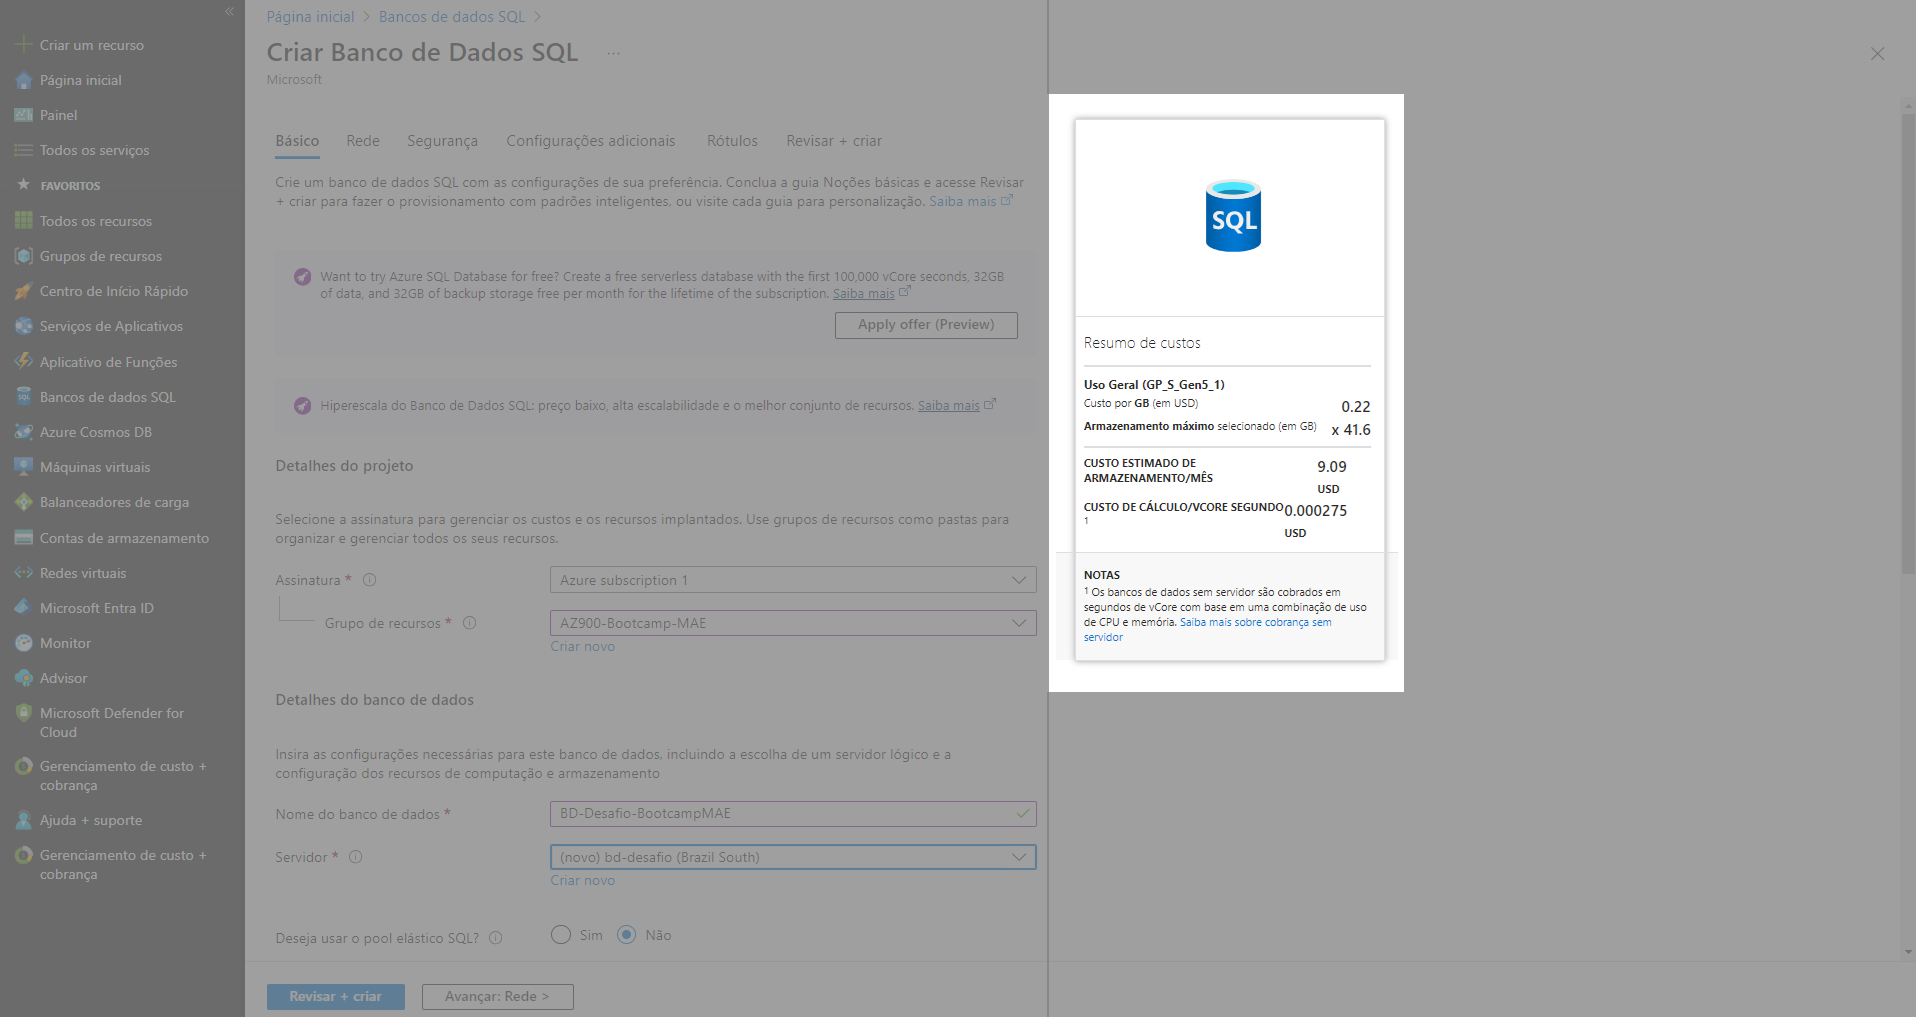 Criar um recurso
Página inicial
Painel
Todos os serviços
FAVORITOS
Todos os recursos
Grupos de recursos
Centro de Início Rápido
Serviços de Aplicativos
Aplicativo de Funções
Bancos de dados SQL
Azure Cosmos DB
Máquinas virtuais
Balanceadores de carga
Contas de armazenamento
Redes virtuais
Microsoft Entra ID
Monitor
Advisor
Microsoft Defender for
Cloud
Gerenciamento de custo +
cobrança
Ajuda + suporte
Gerenciamento de custo +
cobrança
Página inicial > Bancos de dados SQL >
Criar Banco de Dados SQL ...
Microsoft
Básico Rede Segurança Configurações adicionais Rótulos Revisar + criar
Crie um banco de dados SQL com as configurações de sua preferência. Conclua a guia Noções básicas e acesse Revisar
+ criar para fazer o provisionamento com padrões inteligentes, ou visite cada guia para personalização. Saiba mais
Want to try Azure SQL Database for free? Create a free serverless database with the first 100,000 vCore seconds, 32GB
of data, and 32GB of backup storage free per month for the lifetime of the subscription. Saiba mais
Apply offer (Preview)
Hiperescala do Banco de Dados SQL: preço baixo, alta escalabilidade e o melhor conjunto de recursos. Saiba mais
Detalhes do projeto
Selecione a assinatura para gerenciar os custos e os recursos implantados. Use grupos de recursos como pastas para
organizar e gerenciar todos os seus recursos.
Assinatura * Azure subscription 1
Grupo de recursos * AZ900-Bootcamp-MAE
Criar novo
Detalhes do banco de dados
Insira as configurações necessárias para este banco de dados, incluindo a escolha de um servidor lógico e a
configuração dos recursos de computação e armazenamento
Nome do banco de dados * BD-Desafio-BootcampMAE
Servidor * (novo) bd-desafio (Brazil South)
Criar novo
Deseja usar o pool elástico SQL? Sim Não
Revisar + criar Avançar: Rede >
SQL
Resumo de custos
Uso Geral (GP_S_Gen5_1)
Custo por GB (em USD) 0.22
Armazenamento máximo selecionado (em GB) x 41.6
CUSTO ESTIMADO DE 9.09
ARMAZENAMENTO/MÊS
USD
CUSTO DE CÁLCULO/VCORE SEGUNDO 0.000275
1
USD
NOTAS
1 Os bancos de dados sem servidor são cobrados em
segundos de vCore com base em uma combinação de uso
de CPU e memória. Saiba mais sobre cobrança sem
servidor